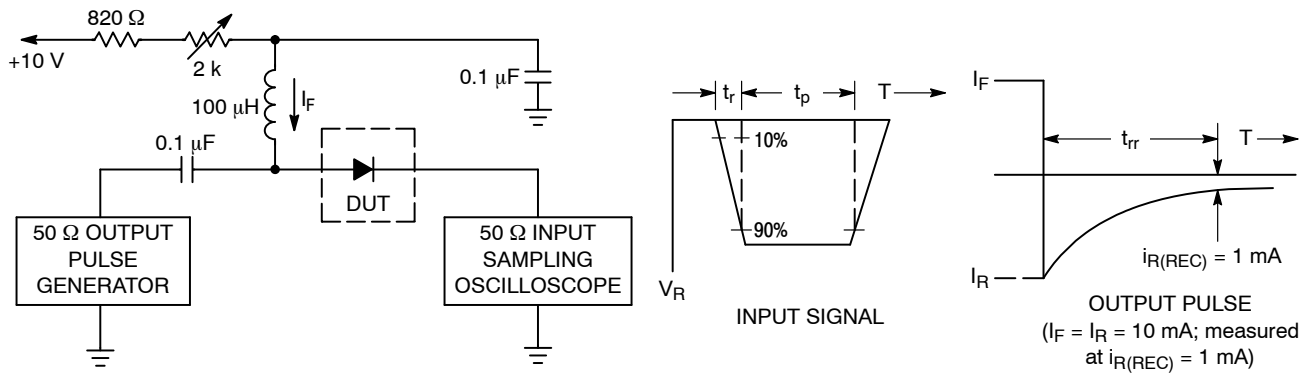 820 Ω
+10 V
2 k
100 μH
I_F
0.1 μF
0.1 μF
DUT
50 Ω OUTPUT
PULSE
GENERATOR
50 Ω INPUT
SAMPLING
OSCILLOSCOPE
t_r
t_p
T
10%
90%
V_R
INPUT SIGNAL
I_F
t_rr
T
i_R(REC) = 1 mA
I_R
OUTPUT PULSE
(I_F = I_R = 10 mA; measured
at i_R(REC) = 1 mA)